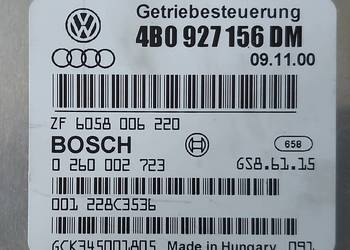 Getriebesteuerung
4B0 927 156 DM
09.11.00
ZF 6058 006 220
BOSCH 658
0 260 002 723 GS8.61.15
001 228C3536
GCK345001805 Made in Hungary 091